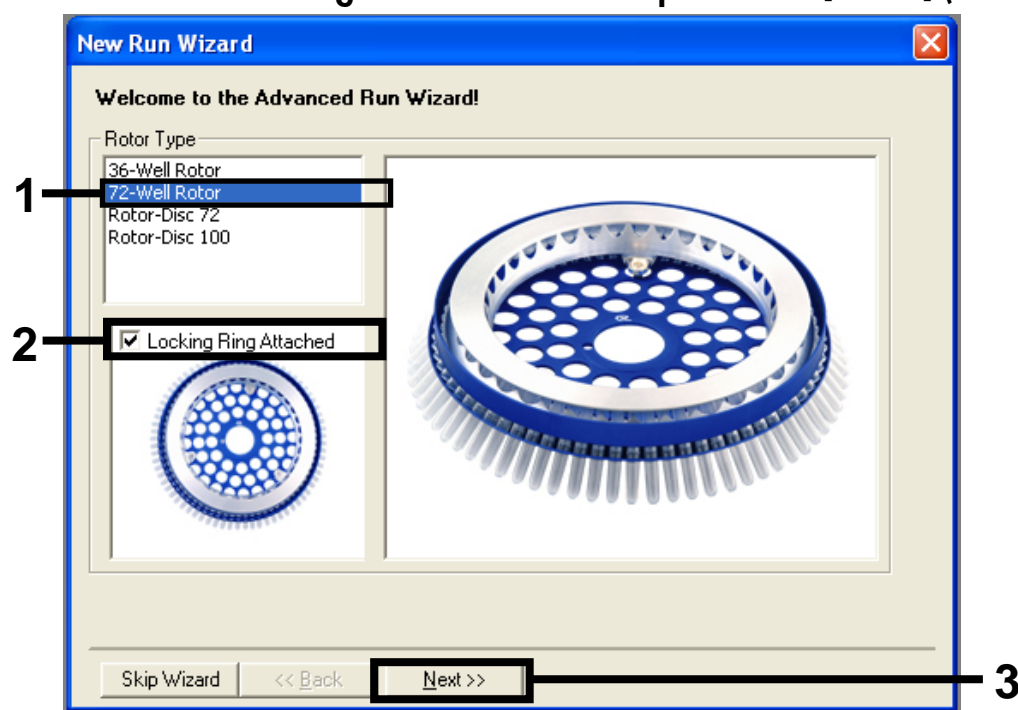 New Run Wizard
Welcome to the Advanced Run Wizard!
Rotor Type
36-Well Rotor
1
72-Well Rotor
Rotor-Disc 72
Rotor-Disc 100
2
Locking Ring Attached
Skip Wizard << Back Next >>
3